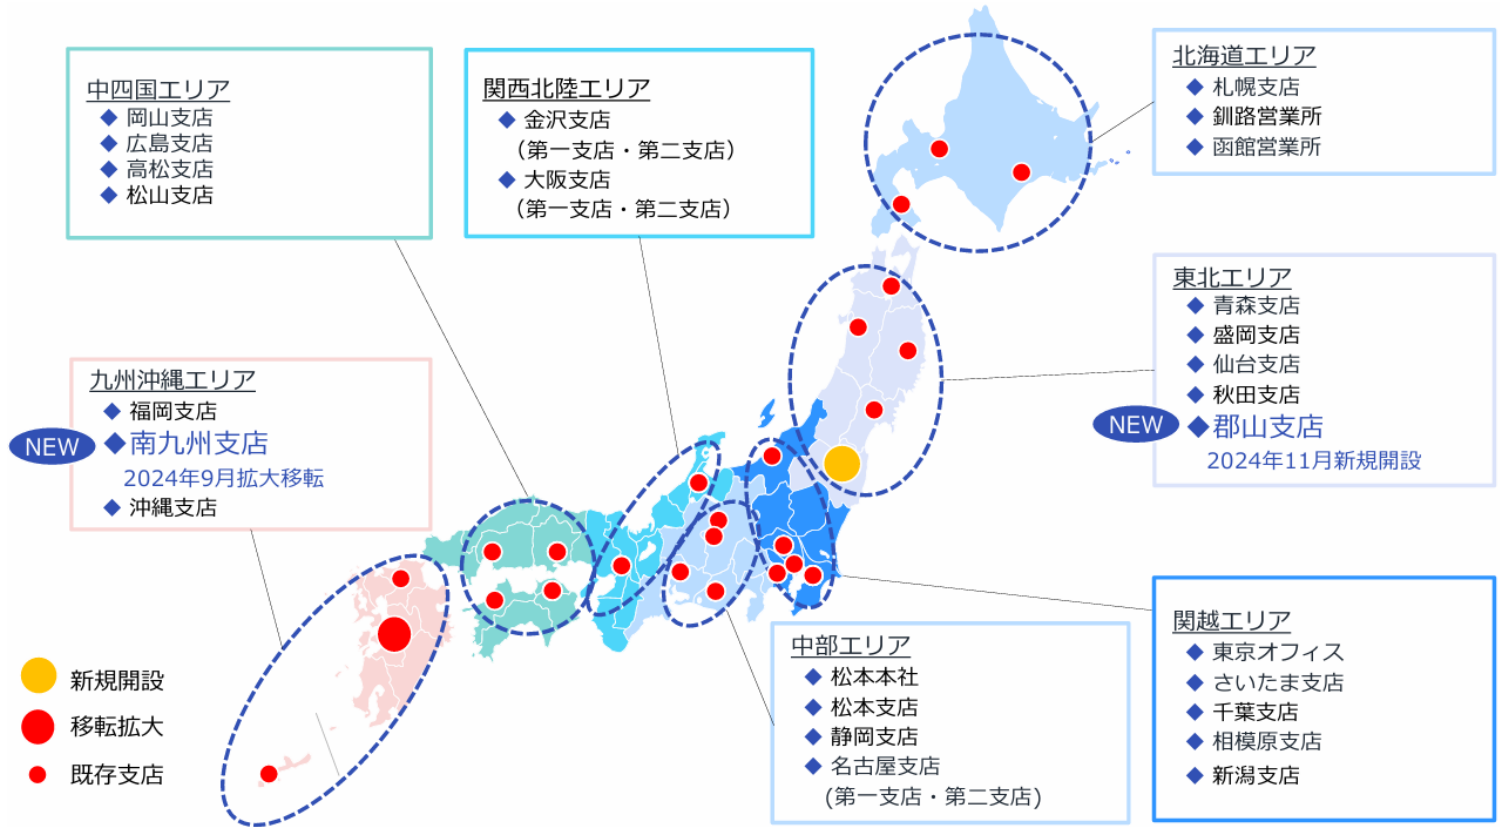 中四国エリア
◆ 岡山支店
◆ 広島支店
◆ 高松支店
◆ 松山支店
関西北陸エリア
◆ 金沢支店
（第一支店・第二支店）
◆ 大阪支店
（第一支店・第二支店）
北海道エリア
◆ 札幌支店
◆ 釧路営業所
◆ 函館営業所
東北エリア
◆ 青森支店
◆ 盛岡支店
◆ 仙台支店
◆ 秋田支店
NEW ◆郡山支店
2024年11月新規開設
九州沖縄エリア
◆ 福岡支店
NEW ◆南九州支店
2024年9月拡大移転
◆ 沖縄支店
関越エリア
◆ 東京オフィス
◆ さいたま支店
◆ 千葉支店
◆ 相模原支店
◆ 新潟支店
中部エリア
◆ 松本本社
◆ 松本支店
◆ 静岡支店
◆ 名古屋支店
(第一支店・第二支店)
新規開設
移転拡大
既存支店